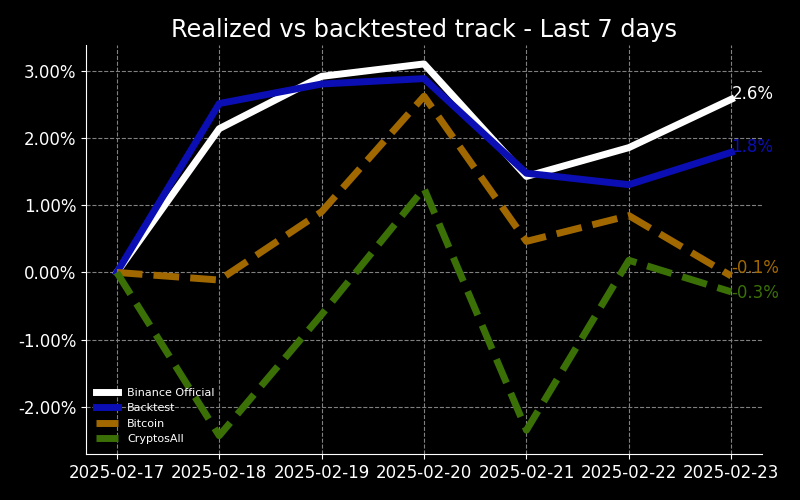 Realized vs backtested track - Last 7 days
3.00%
2.00%
1.00%
0.00%
-1.00%
-2.00%
2.6%
1.8%
-0.1%
-0.3%
Binance Official
Backtest
Bitcoin
CryptosAll
2025-02-17 2025-02-18 2025-02-19 2025-02-20 2025-02-21 2025-02-22 2025-02-23